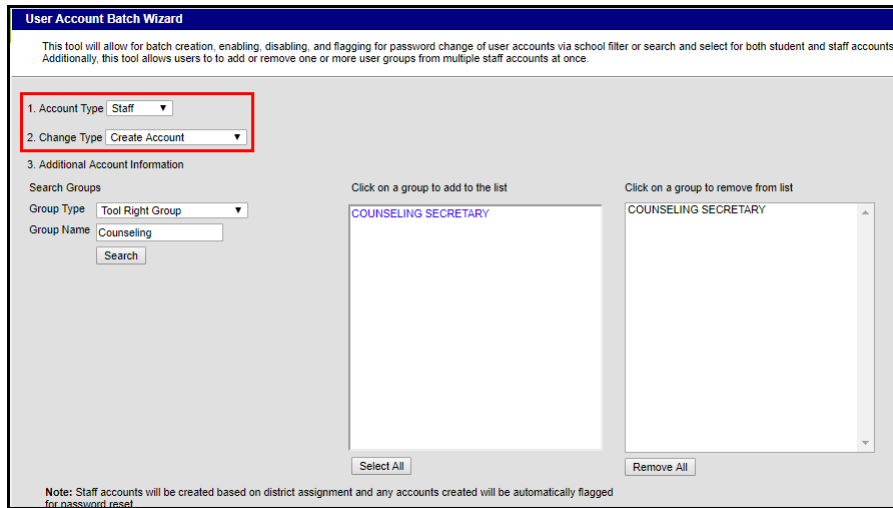 User Account Batch Wizard
This tool will allow for batch creation, enabling, disabling, and flagging for password change of user accounts via school filter or search and select for both student and staff accounts
Additionally, this tool allows users to to add or remove one or more user groups from multiple staff accounts at once.
1. Account Type Staff
2. Change Type Create Account
3. Additional Account Information
Search Groups
Group Type Tool Right Group
Group Name Counseling
Search
Click on a group to add to the list
COUNSELING SECRETARY
Select All
Click on a group to remove from list
COUNSELING SECRETARY
Remove All
Note: Staff accounts will be created based on district assignment and any accounts created will be automatically flagged
for password reset